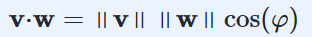 v·w = || v || || w || cos(φ)